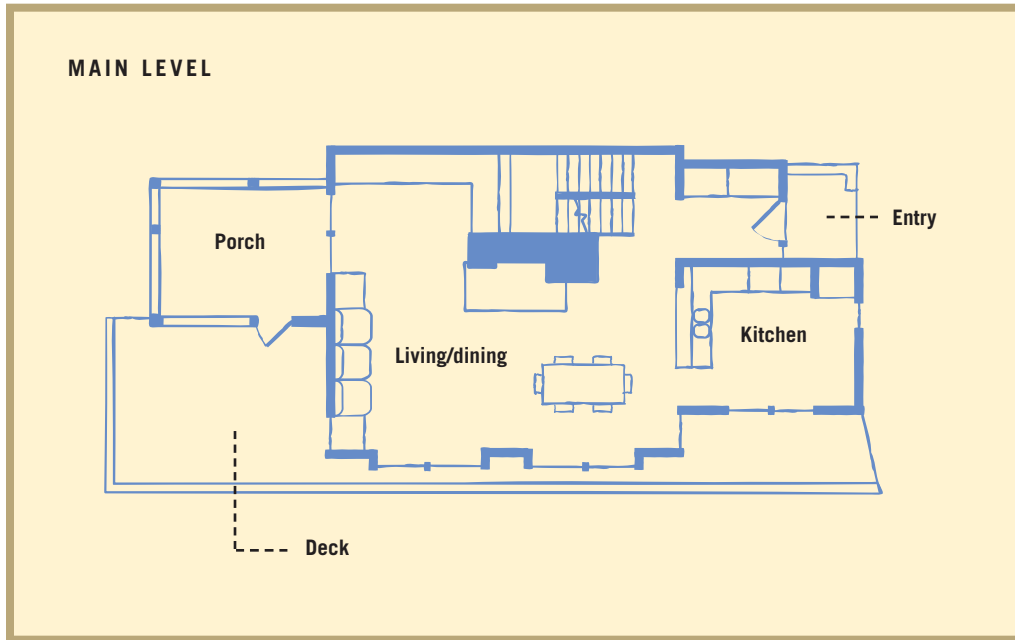 MAIN LEVEL
Entry
Porch
Kitchen
Living/dining
Deck